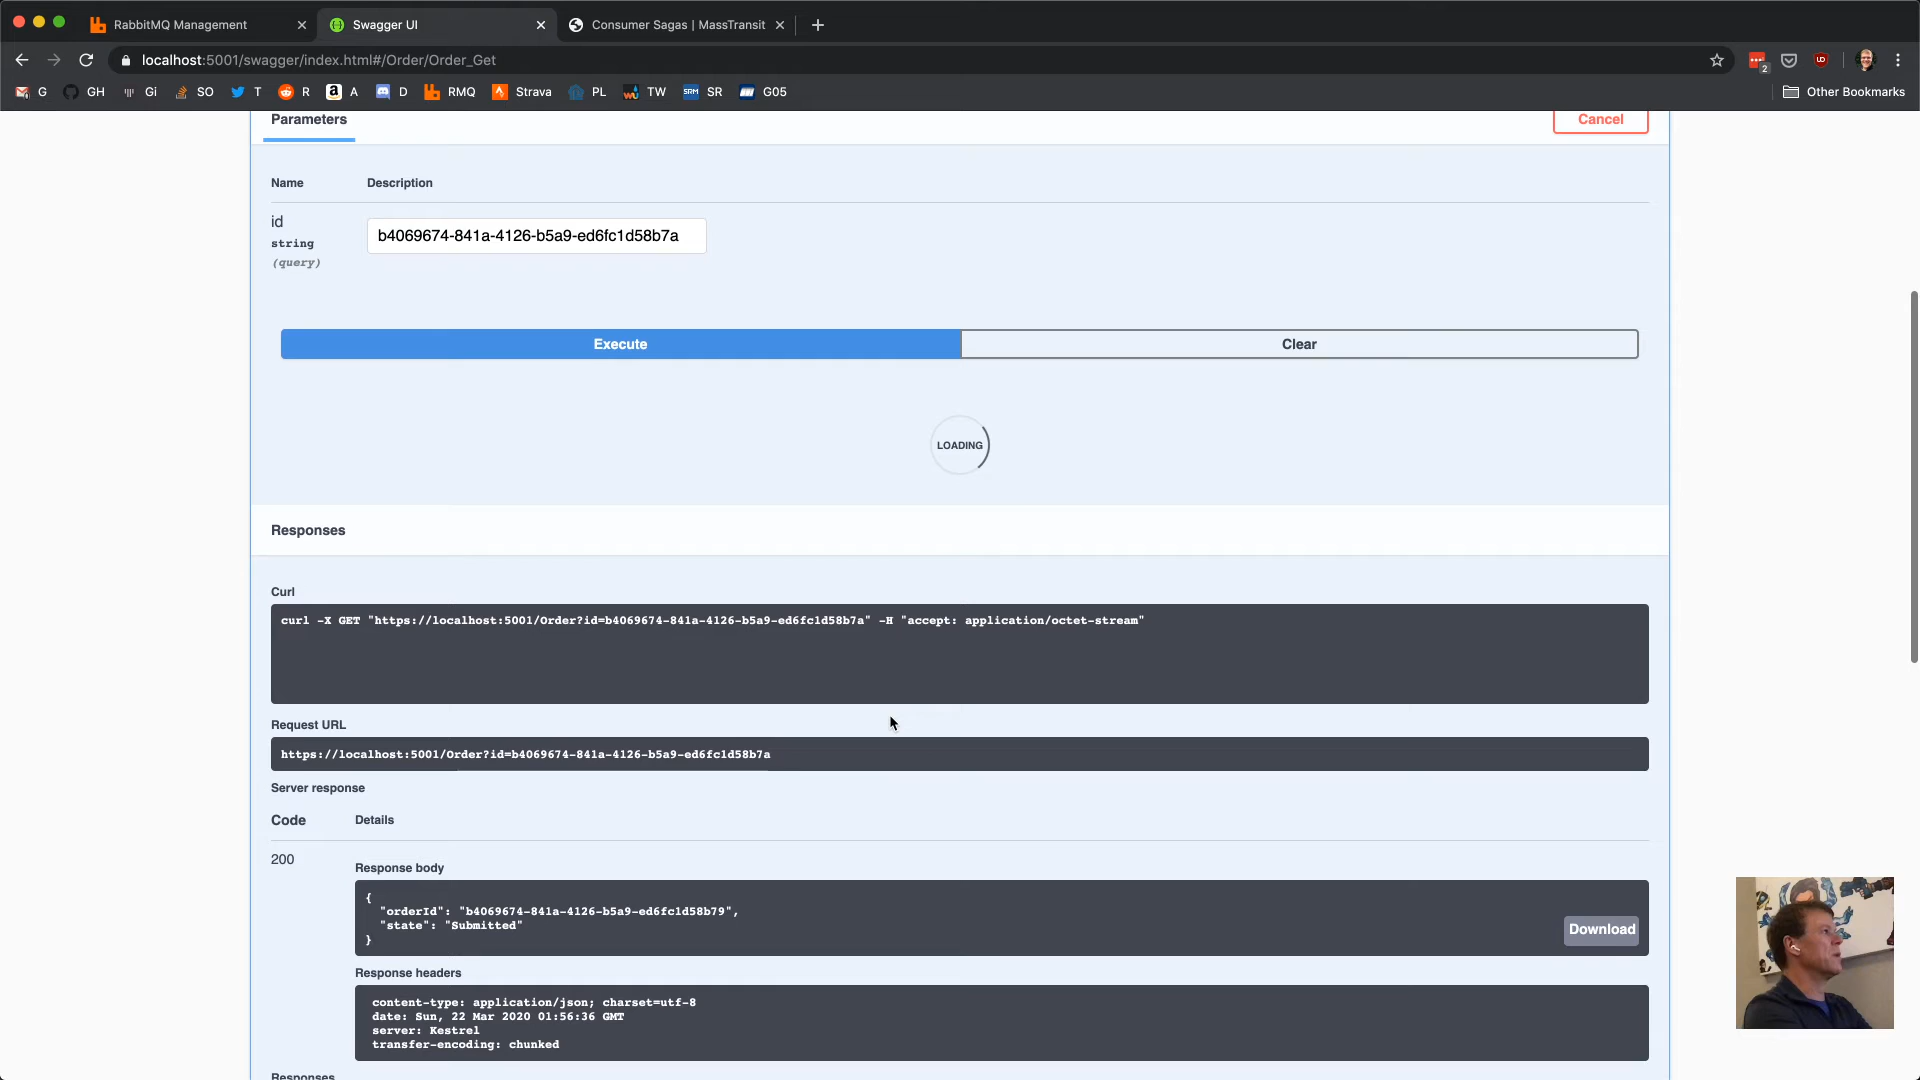 RabbitMQ Management
Swagger UI
Consumer Sagas | MassTransit
localhost:5001/swagger/index.html#/Order/Order_Get
2
G
GH
Gi
SO
T
R
A
D
RMQ
Strava
PL
TW
SR
G05
Other Bookmarks
Parameters
Cancel
Name
Description
id
string
(query)
b4069674-841a-4126-b5a9-ed6fc1d58b7a
Execute
Clear
LOADING
Responses
Curl
curl -X GET "https://localhost:5001/Order?id=b4069674-841a-4126-b5a9-ed6fc1d58b7a" -H "accept: application/octet-stream"
Request URL
https://localhost:5001/Order?id=b4069674-841a-4126-b5a9-ed6fc1d58b7a
Server response
Code
Details
200
Response body
{
"orderId": "b4069674-841a-4126-b5a9-ed6fc1d58b79",
"state": "Submitted"
}
Download
Response headers
content-type: application/json; charset=utf-8
date: Sun, 22 Mar 2020 01:56:36 GMT
server: Kestrel
transfer-encoding: chunked
Responses